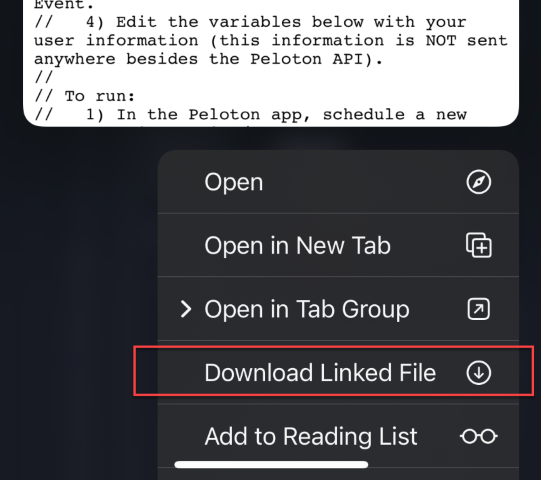 Event.
//   4) Edit the variables below with your
user information (this information is NOT sent
anywhere besides the Peloton API).
//
// To run:
//   1) In the Peloton app, schedule a new
Open
Open in New Tab
Open in Tab Group
Download Linked File
Add to Reading List